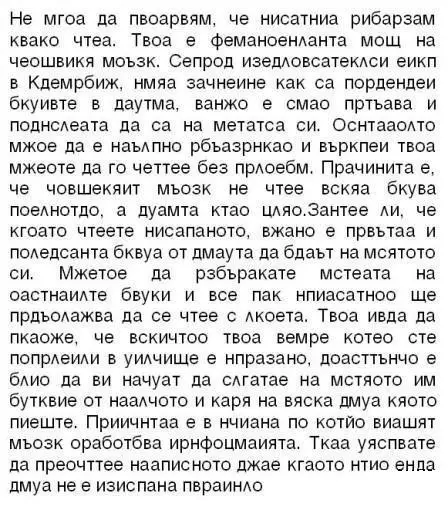 Не мгоа да пвоарвям, че нисатниа рибарзам
квако чтеа. Твоа е феманоенланта мощ на
чеошвикя моъзк. Сепрод изедловсатеклси еикп
в Кдемрбиж, нмяа зачнеине как са пордендеи
бкуивте в даутма, ванжо е смао пртъава и
поднслеата да са на метатса си. Оснтааолто
мжое да е наълпно рбъазрнкао и въркпеи твоа
мжеоте да го четтее без прлоебм. Прачинита е,
че човшекяит мъозк не чтее вскяа бкува
поелнотдо, а дуамта ктао цляо.Зантее ли, че
кгоато чтеете нисапаното, вжано е првътаа и
поледсанта бквуа от дмаута да бдаът на мсятото
си. Мжетое да рзбъракате мстеата на
оастнаилте бвуки и все пак нпиасатноо ще
прдъолажва да се чтее с лкоета. Твоа ивда да
пкаоже, че вскичтоо твоа вемре котео сте
попрлеили в уилчище е нпразано, доасттънчо е
блио да ви начуат да слгатае на мстяото им
бутквие от наалчото и каря на вяска дмуа кяото
пиеште. Приичнтаа е в нчиана по котйо виашят
мъозк оработбва ирнфоцмаията. Ткаа уяспвате
да преочттее нааписното джае кгаото нтио енда
дмуа не е изиспана пвраинло